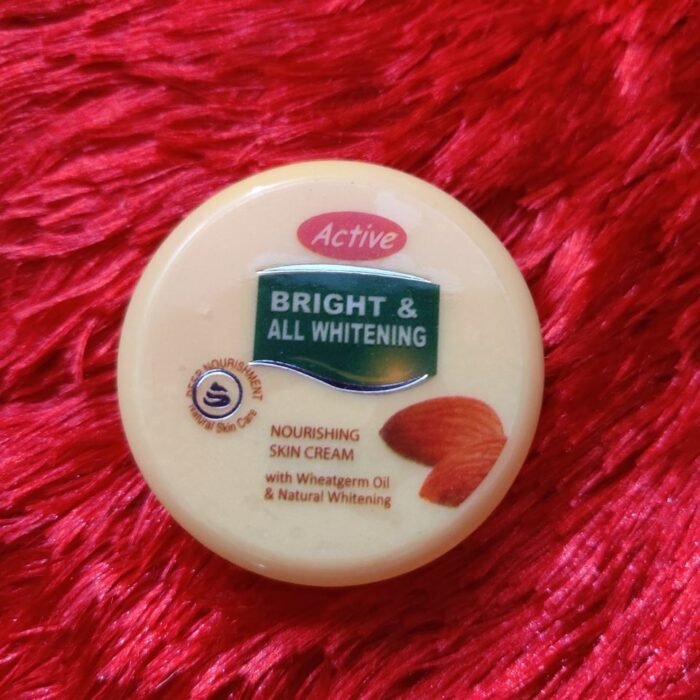 Active
BRIGHT &
ALL WHITENING
DEEP NOURISHMENT
Natural Skin Care
NOURISHING
SKIN CREAM
with Wheatgerm Oil
& Natural Whitening